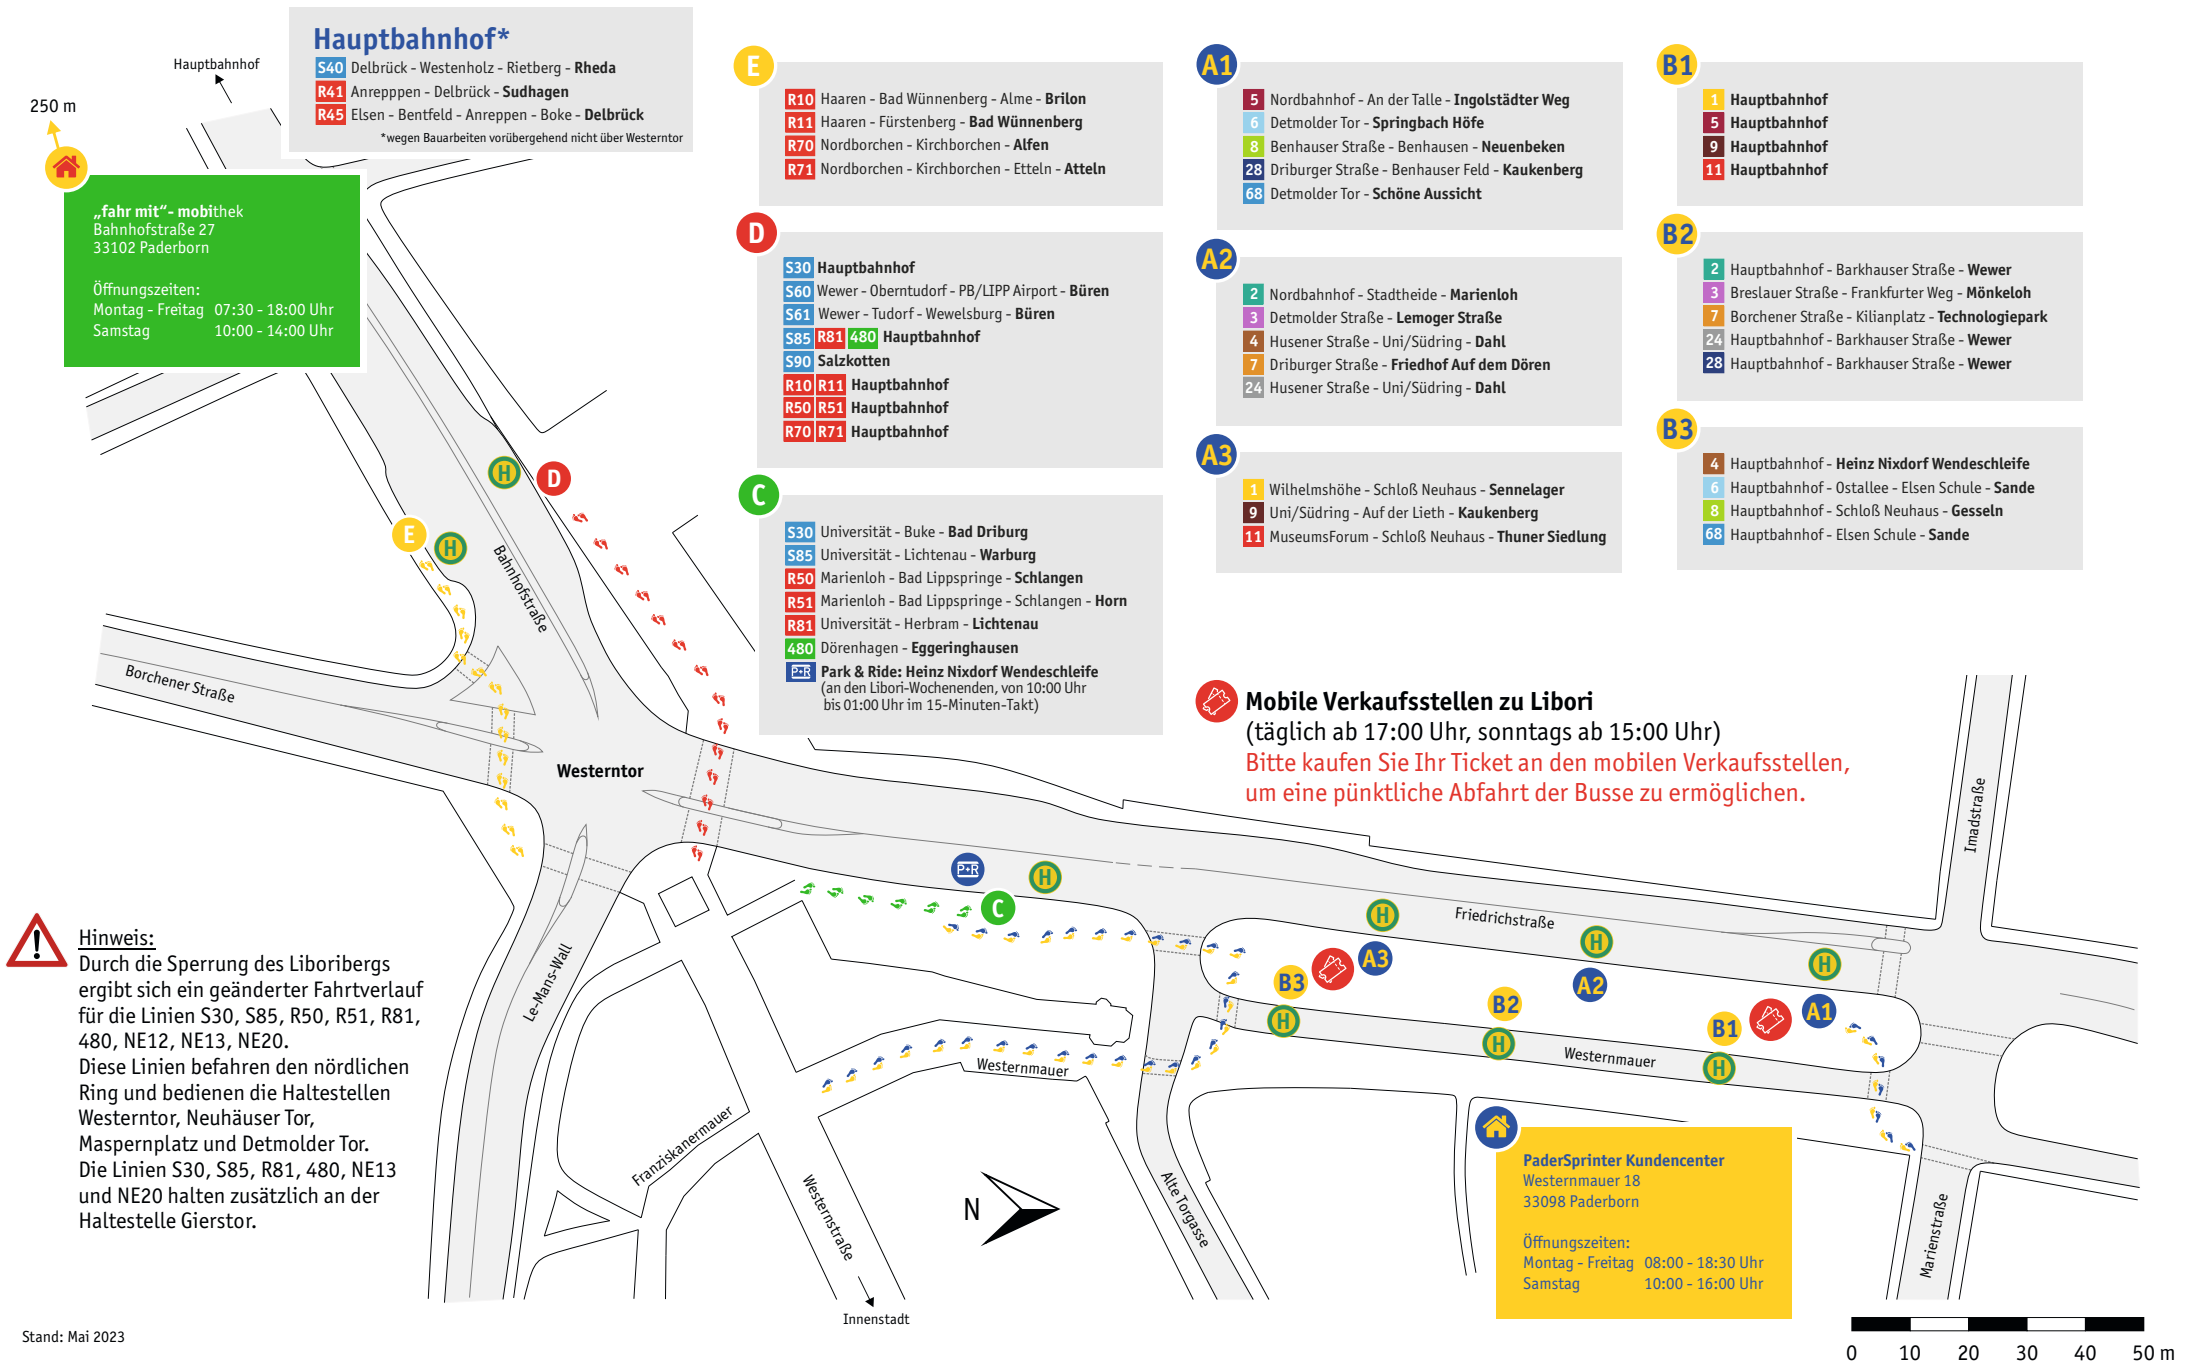 Hauptbahnhof*
S40 Delbrück - Westenholz - Rietberg - Rheda
R41 Anrepppen - Delbrück - Sudhagen
R45 Elsen - Bentfeld - Anreppen - Boke - Delbrück
*wegen Bauarbeiten vorübergehend nicht über Westerntor
Hauptbahnhof
250 m
„fahr mit“- mobithek
Bahnhofstraße 27
33102 Paderborn
Öffnungszeiten:
Montag - Freitag 07:30 - 18:00 Uhr
Samstag 10:00 - 14:00 Uhr
E
R10 Haaren - Bad Wünnenberg - Alme - Brilon
R11 Haaren - Fürstenberg - Bad Wünnenberg
R70 Nordborchen - Kirchborchen - Alfen
R71 Nordborchen - Kirchborchen - Etteln - Atteln
D
S30 Hauptbahnhof
S60 Wewer - Oberntudorf - PB/LIPP Airport - Büren
S61 Wewer - Tudorf - Wewelsburg - Büren
S85 R81 480 Hauptbahnhof
S90 Salzkotten
R10 R11 Hauptbahnhof
R50 R51 Hauptbahnhof
R70 R71 Hauptbahnhof
C
S30 Universität - Buke - Bad Driburg
S85 Universität - Lichtenau - Warburg
R50 Marienloh - Bad Lippspringe - Schlangen
R51 Marienloh - Bad Lippspringe - Schlangen - Horn
R81 Universität - Herbram - Lichtenau
480 Dörenhagen - Eggeringhausen
P+R Park & Ride: Heinz Nixdorf Wendeschleife
(an den Libori-Wochenenden, von 10:00 Uhr
bis 01:00 Uhr im 15-Minuten-Takt)
A1
5 Nordbahnhof - An der Talle - Ingolstädter Weg
6 Detmolder Tor - Springbach Höfe
8 Benhauser Straße - Benhausen - Neuenbeken
28 Driburger Straße - Benhauser Feld - Kaukenberg
68 Detmolder Tor - Schöne Aussicht
A2
2 Nordbahnhof - Stadtheide - Marienloh
3 Detmolder Straße - Lemoger Straße
4 Husener Straße - Uni/Südring - Dahl
7 Driburger Straße - Friedhof Auf dem Dören
24 Husener Straße - Uni/Südring - Dahl
A3
1 Wilhelmshöhe - Schloß Neuhaus - Sennelager
9 Uni/Südring - Auf der Lieth - Kaukenberg
11 MuseumsForum - Schloß Neuhaus - Thuner Siedlung
B1
1 Hauptbahnhof
5 Hauptbahnhof
9 Hauptbahnhof
11 Hauptbahnhof
B2
2 Hauptbahnhof - Barkhauser Straße - Wewer
3 Breslauer Straße - Frankfurter Weg - Mönkeloh
7 Borchener Straße - Kilianplatz - Technologiepark
24 Hauptbahnhof - Barkhauser Straße - Wewer
28 Hauptbahnhof - Barkhauser Straße - Wewer
B3
4 Hauptbahnhof - Heinz Nixdorf Wendeschleife
6 Hauptbahnhof - Ostallee - Elsen Schule - Sande
8 Hauptbahnhof - Schloß Neuhaus - Gesseln
68 Hauptbahnhof - Elsen Schule - Sande
Mobile Verkaufsstellen zu Libori
(täglich ab 17:00 Uhr, sonntags ab 15:00 Uhr)
Bitte kaufen Sie Ihr Ticket an den mobilen Verkaufsstellen,
um eine pünktliche Abfahrt der Busse zu ermöglichen.
H
D
E
H
Bahnhofstraße
Borchener Straße
Westerntor
P+R
H
C
H
Friedrichstraße
H
H
Imadstraße
B3
A3
A2
B2
B1
A1
H
H
H
Westernmauer
Westernmauer
Le-Mans-Wall
Franziskanermauer
Westernstraße
Innenstadt
Alte Torgasse
Marienstraße
N
! Hinweis:
Durch die Sperrung des Liboribergs
ergibt sich ein geänderter Fahrtverlauf
für die Linien S30, S85, R50, R51, R81,
480, NE12, NE13, NE20.
Diese Linien befahren den nördlichen
Ring und bedienen die Haltestellen
Westerntor, Neuhäuser Tor,
Maspernplatz und Detmolder Tor.
Die Linien S30, S85, R81, 480, NE13
und NE20 halten zusätzlich an der
Haltestelle Gierstor.
PaderSprinter Kundencenter
Westernmauer 18
33098 Paderborn
Öffnungszeiten:
Montag - Freitag 08:00 - 18:30 Uhr
Samstag 10:00 - 16:00 Uhr
Stand: Mai 2023
0 10 20 30 40 50 m